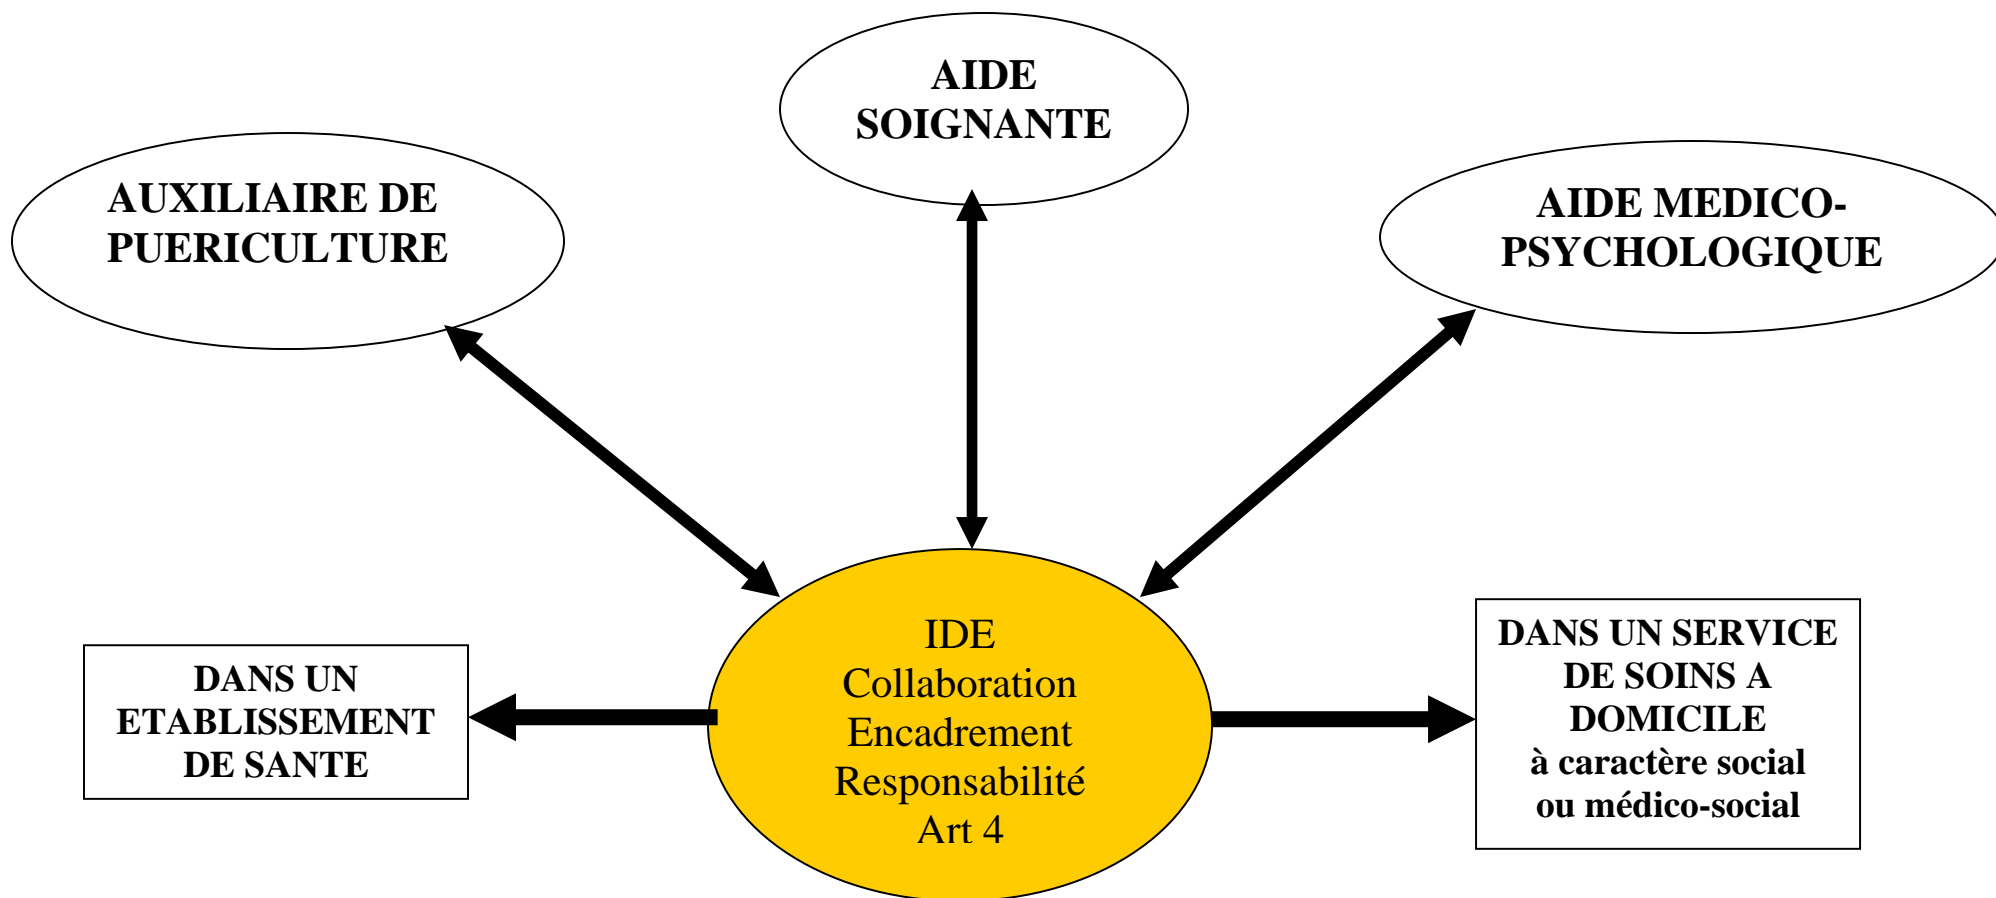 AIDE
SOIGNANTE
AUXILIAIRE DE
PUERICULTURE
AIDE MEDICO-
PSYCHOLOGIQUE
IDE
Collaboration
Encadrement
Responsabilité
Art 4
DANS UN
ETABLISSEMENT
DE SANTE
DANS UN SERVICE
DE SOINS A
DOMICILE
à caractère social
ou médico-social